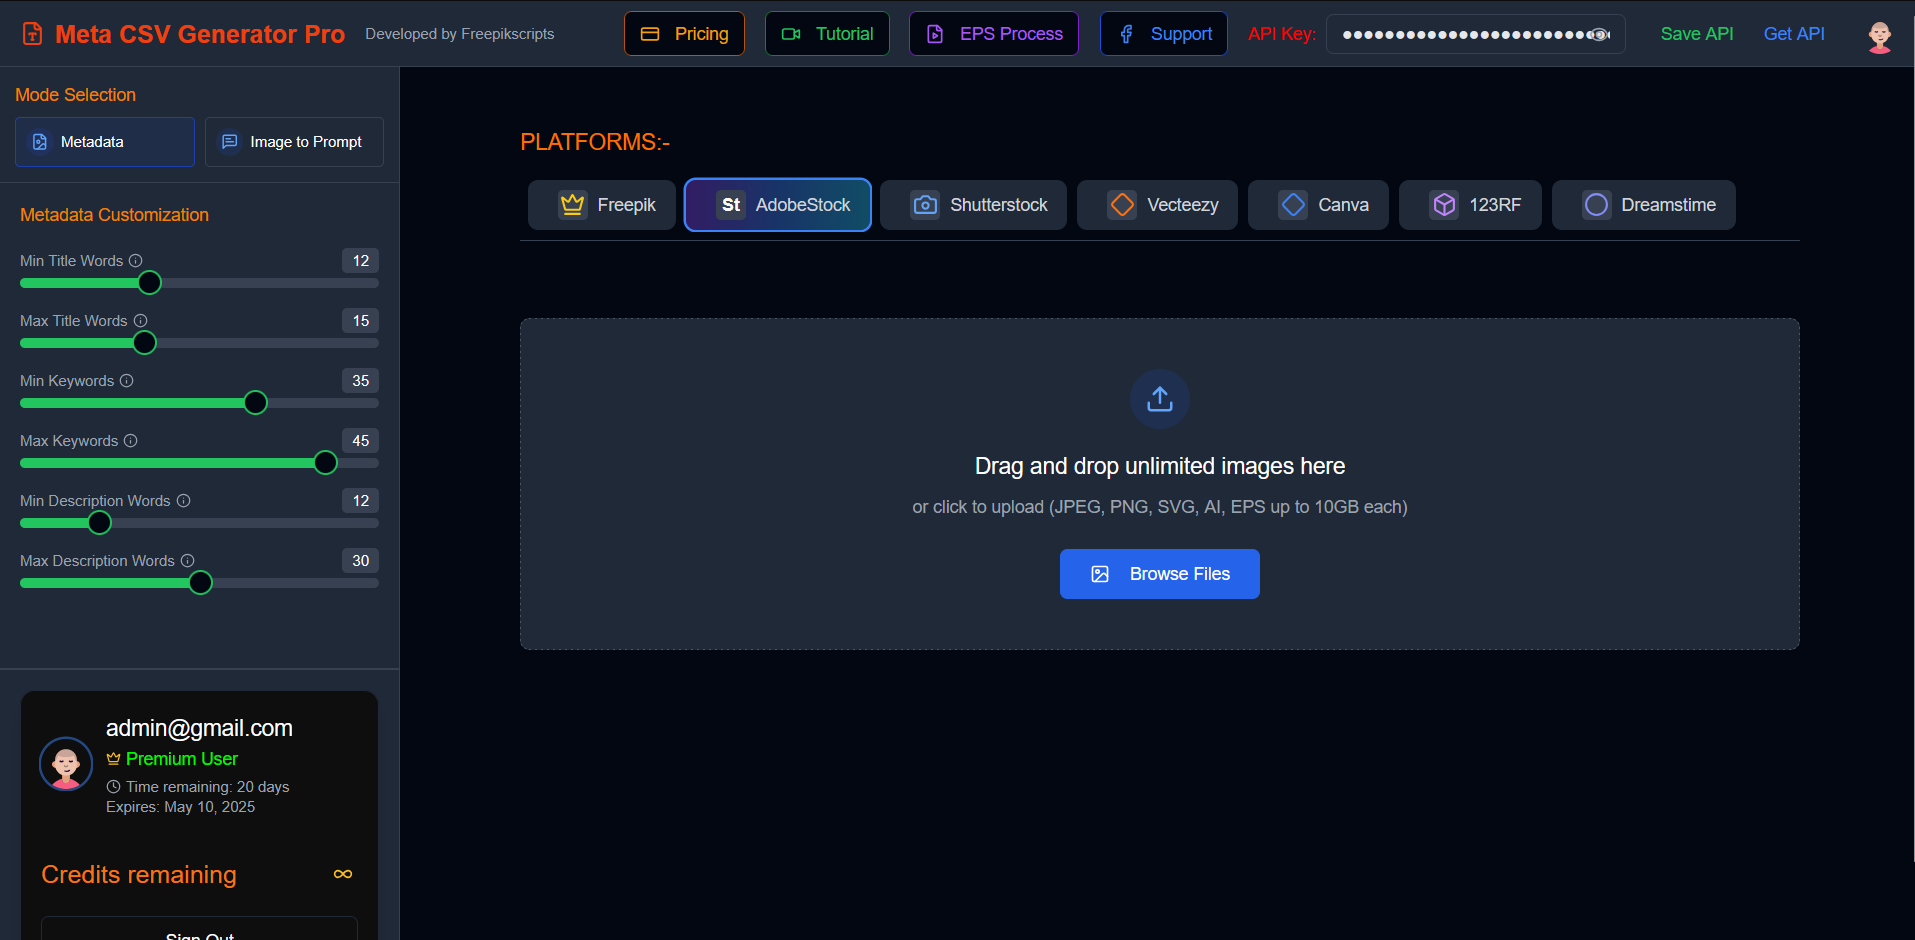 Meta CSV Generator Pro
Developed by Freepikscripts
Pricing
Tutorial
EPS Process
Support
API Key:
Save API
Get API
Mode Selection
Metadata
Image to Prompt
Metadata Customization
Min Title Words
12
Max Title Words
15
Min Keywords
35
Max Keywords
45
Min Description Words
12
Max Description Words
30
admin@gmail.com
Premium User
Time remaining: 20 days
Expires: May 10, 2025
Credits remaining
∞
Sign Out
PLATFORMS:-
Freepik
St AdobeStock
Shutterstock
Vecteezy
Canva
123RF
Dreamstime
Drag and drop unlimited images here
or click to upload (JPEG, PNG, SVG, AI, EPS up to 10GB each)
Browse Files